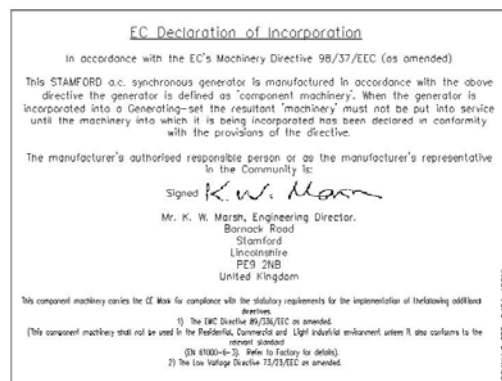 EC Declaration of Incorporation
In accordance with the EC's Machinery Directive 98/37/EEC (as amended)
This STAMFORD a.c. synchronous generator is manufactured in accordance with the above
directive the generator is defined as 'component machinery'. When the generator is
incorporated into a Generating-set the resultant 'machinery' must not be put into service
until the machinery into which it is being incorporated has been declared in conformity
with the provisions of the directive.
The manufacturer's authorised responsible person or as the manufacturer's representative
in the Community is:
Signed K. W. Marsh
Mr. K. W. Marsh, Engineering Director.
Barnack Road
Stamford
Lincolnshire
PE9 2NB
United Kingdom
This component machinery carries the CE Mark for compliance with the statutory requirements for the implementation of thefollowing additional
directives
1) The EMC Directive 89/336/EEC as amended.
(This component machinery shall not be used in the Residential, Commercial and Light industrial environment unless it also conforms to the
relevant standard
(EN 61000-6-3). Refer to Factory for details).
2) The Low Voltage Directive 73/23/EEC as amended.